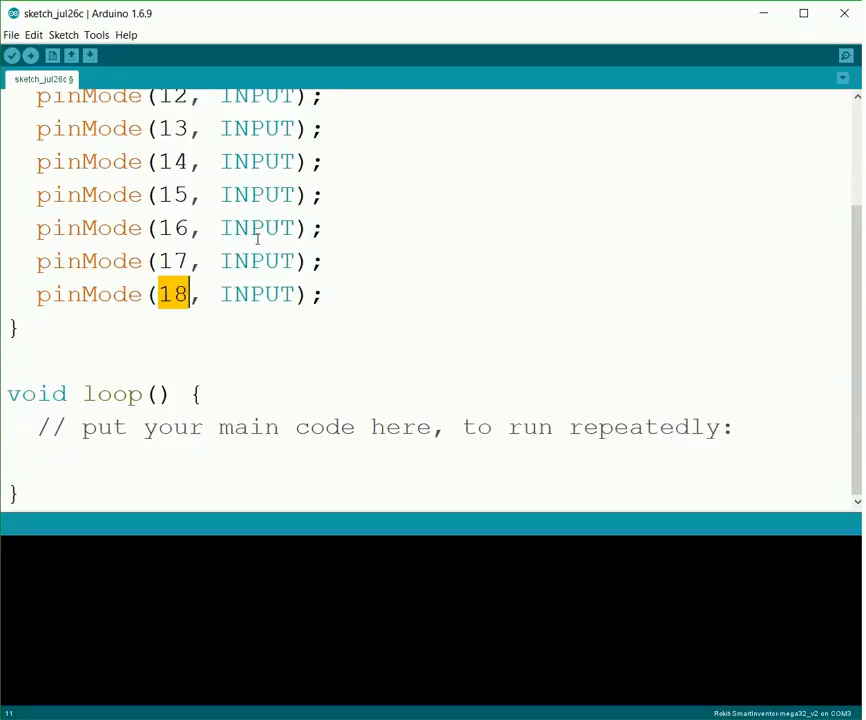 sketch_jul26c | Arduino 1.6.9
File Edit Sketch Tools Help
sketch_jul26c §
pinMode(12, INPUT);
pinMode(13, INPUT);
pinMode(14, INPUT);
pinMode(15, INPUT);
pinMode(16, INPUT);
pinMode(17, INPUT);
pinMode(18, INPUT);
}
void loop() {
// put your main code here, to run repeatedly:
}
11
Rokit-SmartInventor-mega32_v2 on COM3